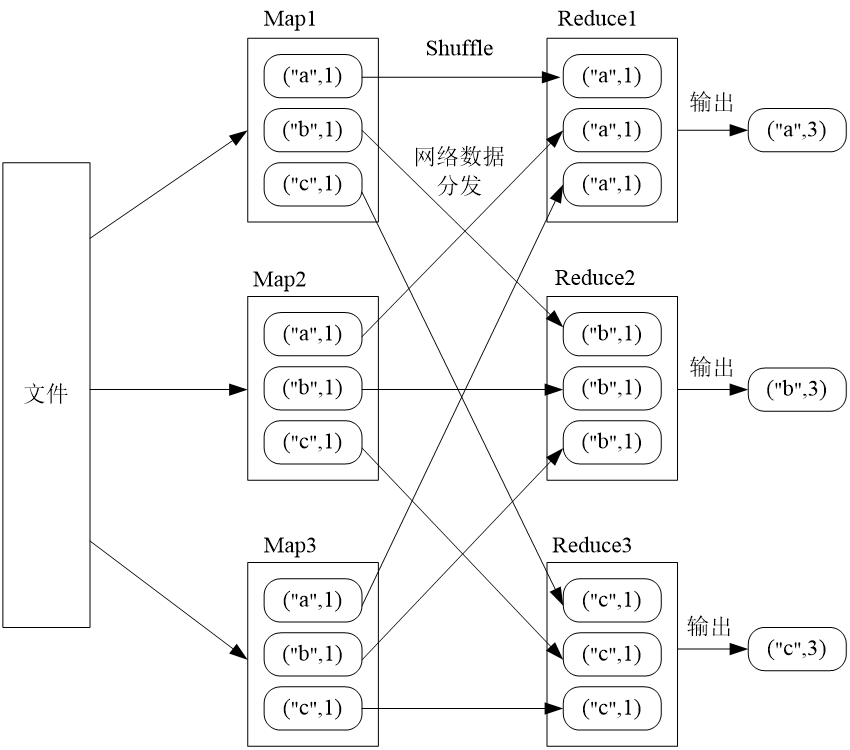 文件
Map1
("a",1)
("b",1)
("c",1)
Map2
("a",1)
("b",1)
("c",1)
Map3
("a",1)
("b",1)
("c",1)
Shuffle
网络数据
分发
Reduce1
("a",1)
("a",1)
("a",1)
输出
("a",3)
Reduce2
("b",1)
("b",1)
("b",1)
输出
("b",3)
Reduce3
("c",1)
("c",1)
("c",1)
输出
("c",3)